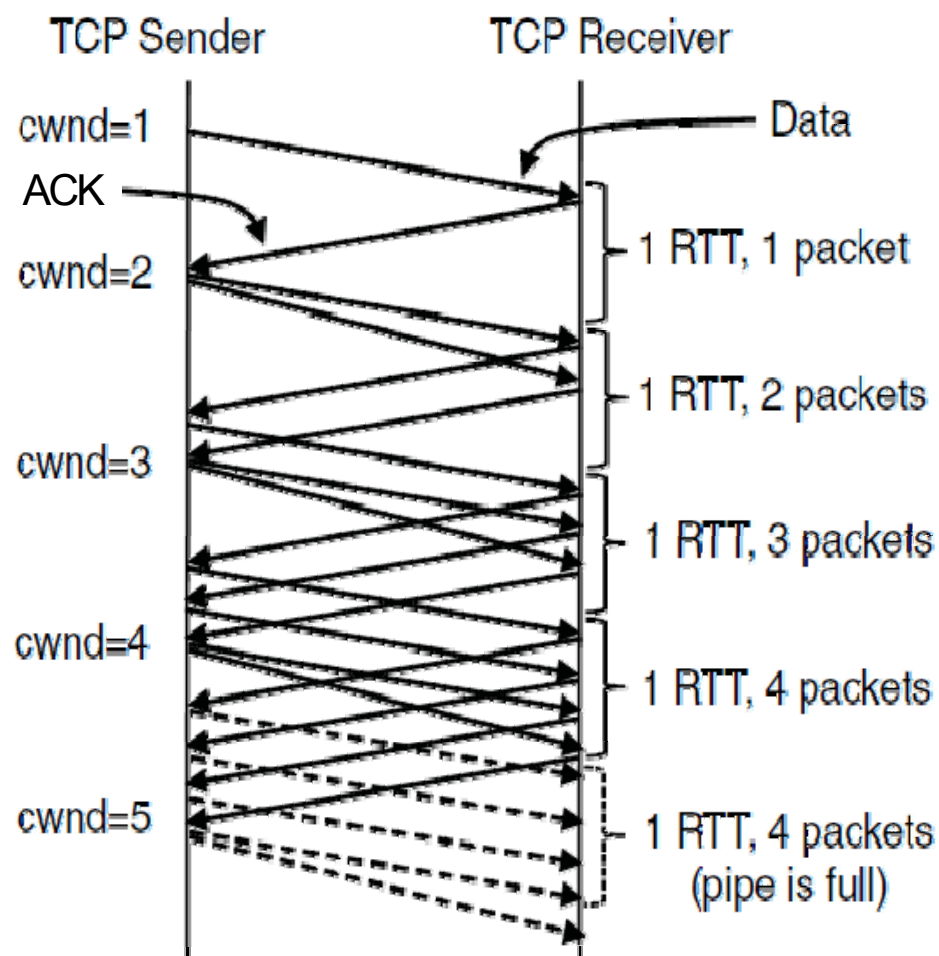 TCP Sender
TCP Receiver
cwnd=1
Data
ACK
1 RTT, 1 packet
cwnd=2
1 RTT, 2 packets
cwnd=3
1 RTT, 3 packets
cwnd=4
1 RTT, 4 packets
cwnd=5
1 RTT, 4 packets
(pipe is full)